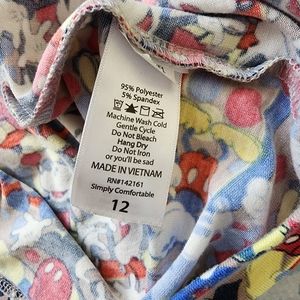 95% Polyester
5% Spandex
Machine Wash Cold
Gentle Cycle
Do Not Bleach
Hang Dry
Do Not Iron
or you'll be sad
MADE IN VIETNAM
RN#142161
Simply Comfortable
12